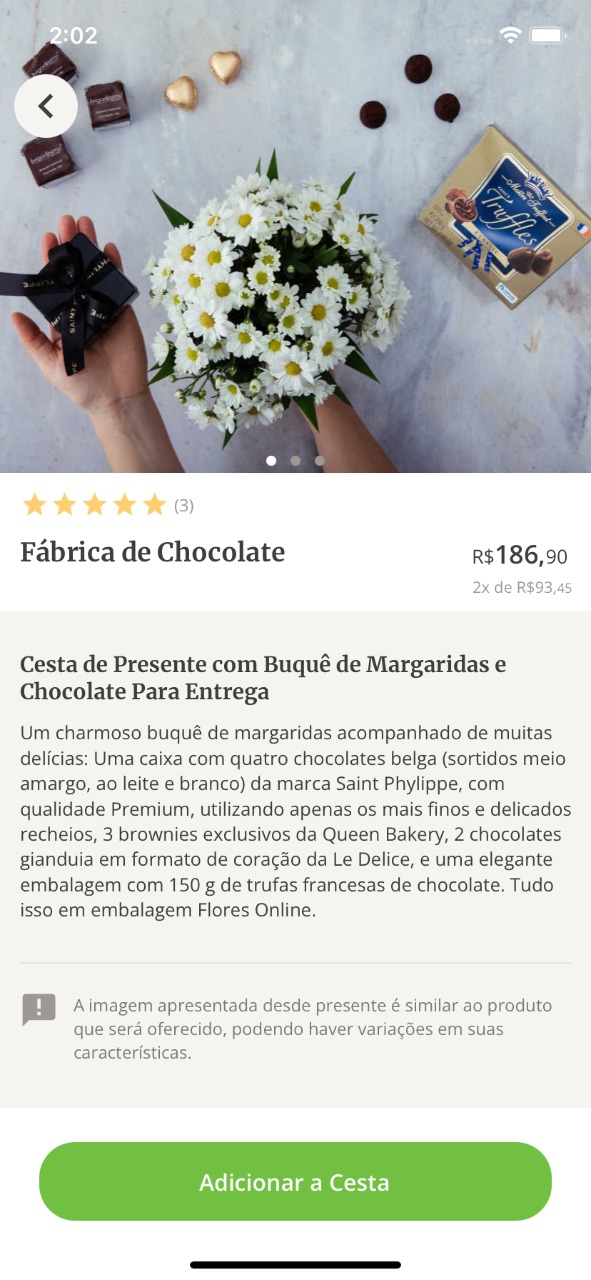 2:02
Truffles
Fábrica de Chocolate
(3)
R$186,90
2x de R$93,45
Cesta de Presente com Buquê de Margaridas e
Chocolate Para Entrega
Um charmoso buquê de margaridas acompanhado de muitas
delícias: Uma caixa com quatro chocolates belga (sortidos meio
amargo, ao leite e branco) da marca Saint Phylippe, com
qualidade Premium, utilizando apenas os mais finos e delicados
recheios, 3 brownies exclusivos da Queen Bakery, 2 chocolates
gianduia em formato de coração da Le Delice, e uma elegante
embalagem com 150 g de trufas francesas de chocolate. Tudo
isso em embalagem Flores Online.
A imagem apresentada desde presente é similar ao produto
que será oferecido, podendo haver variações em suas
características.
Adicionar a Cesta